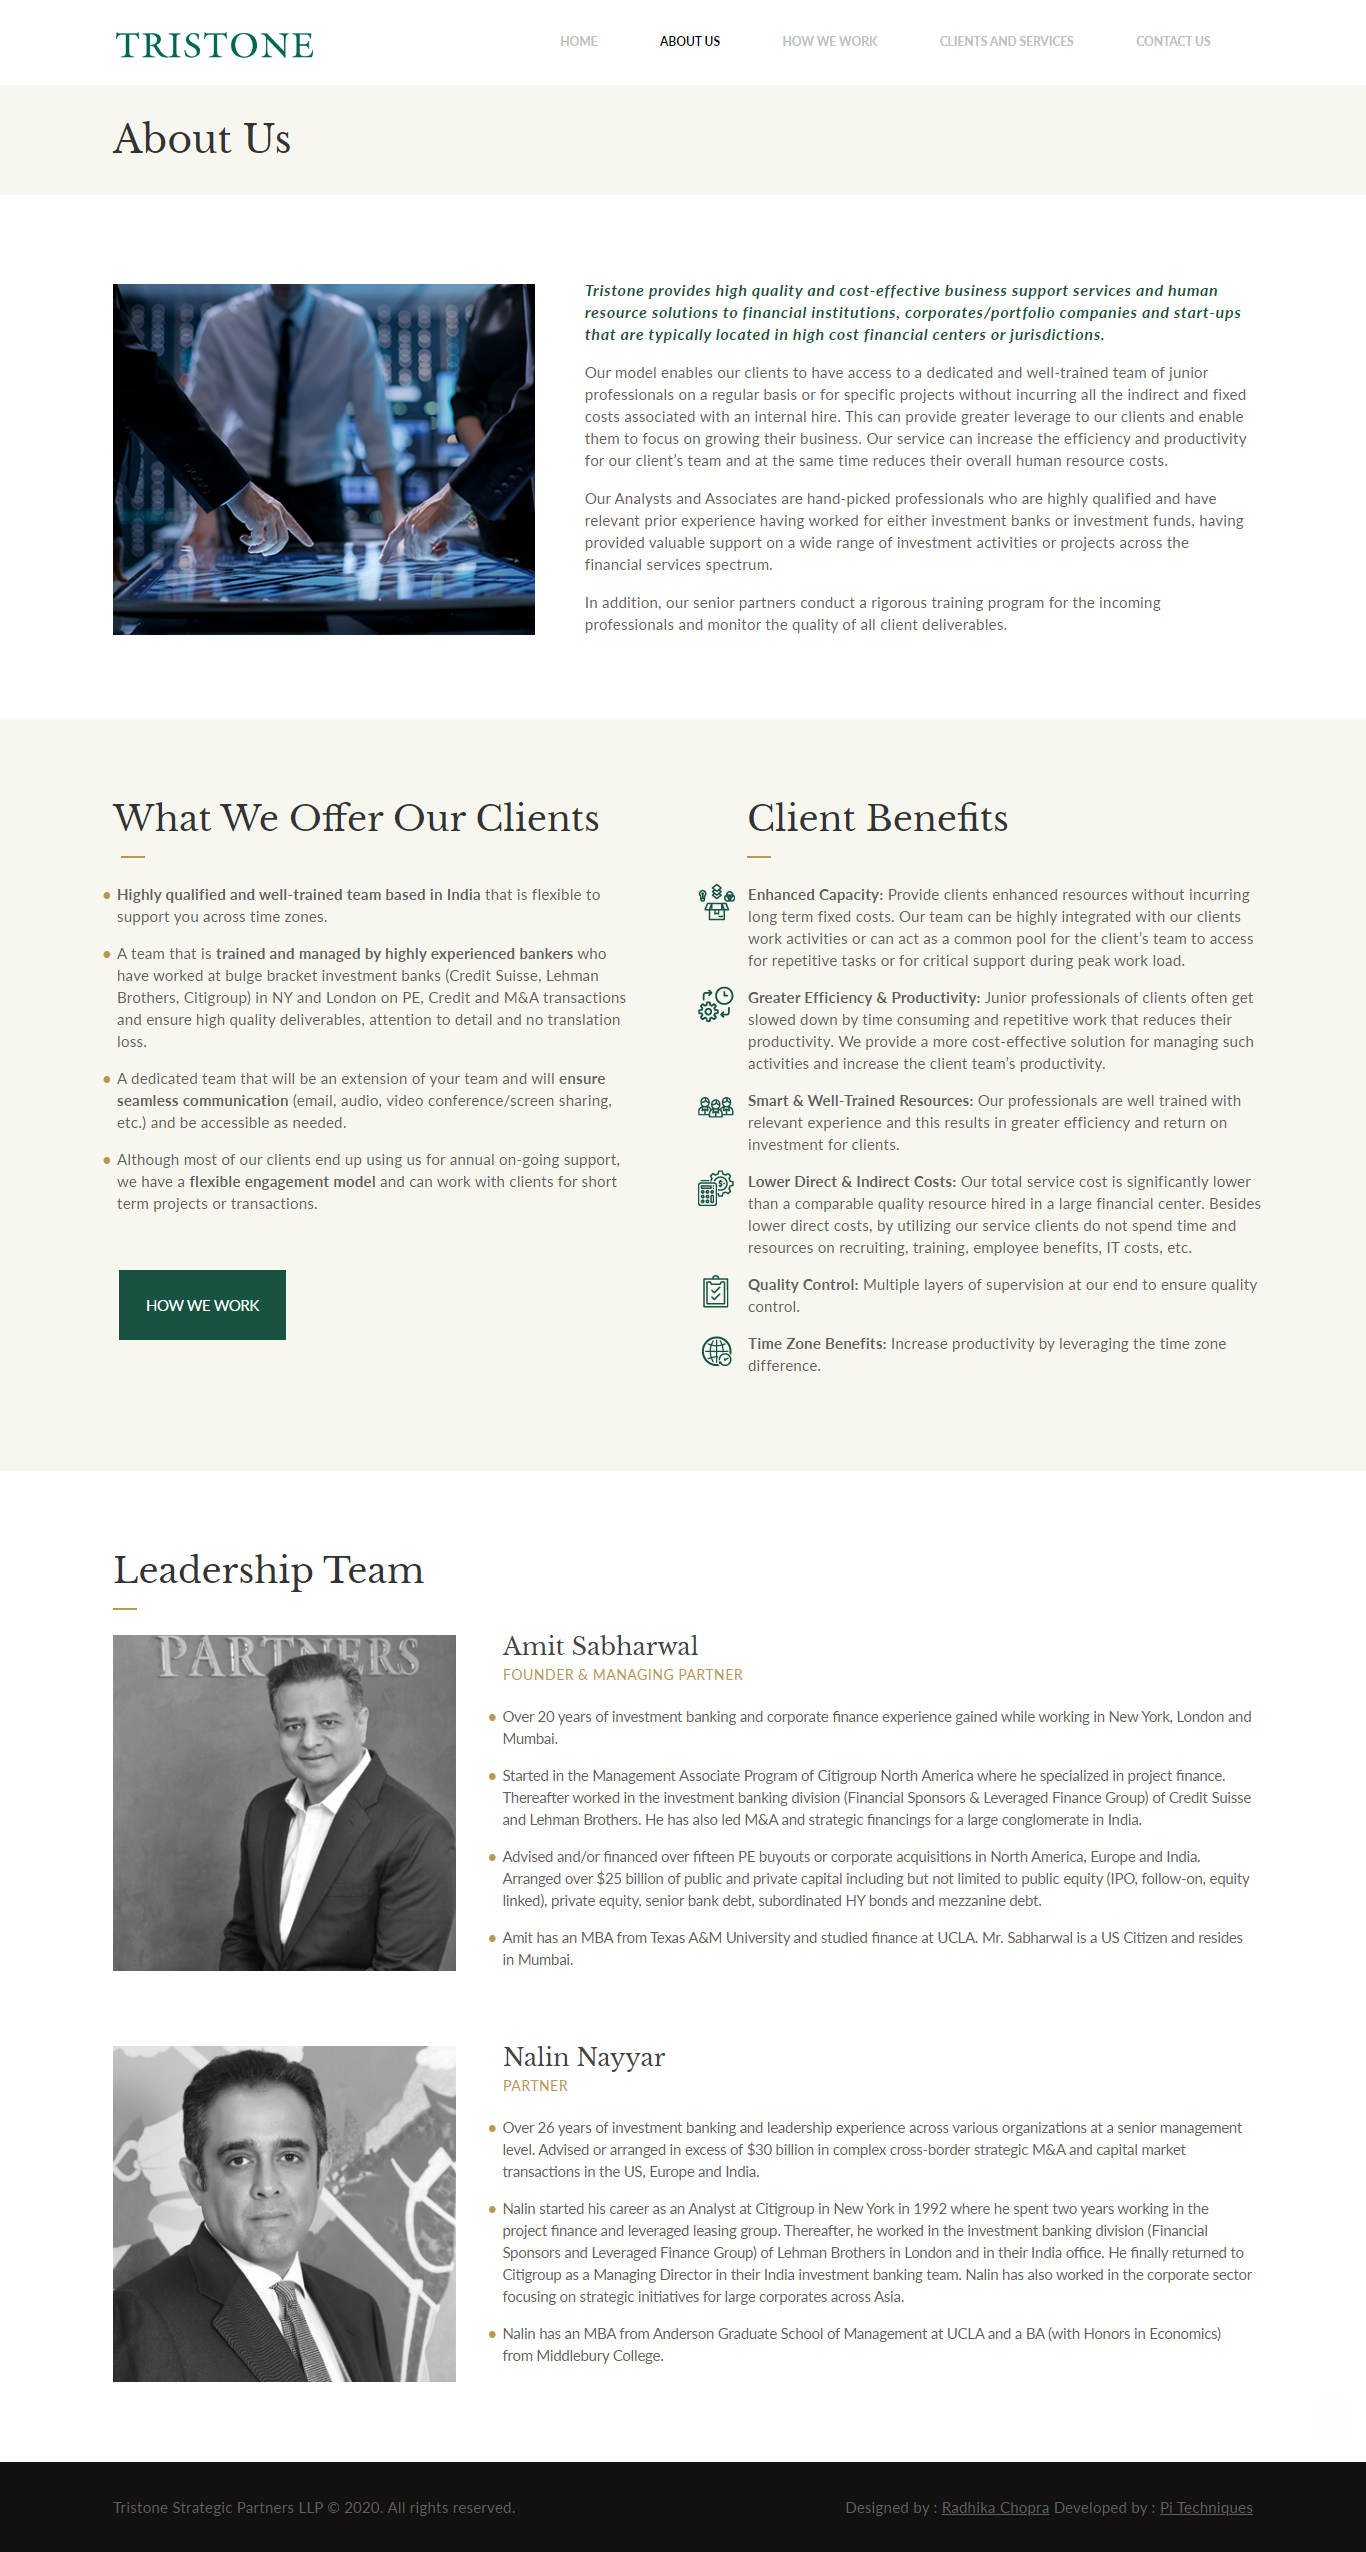 TRISTONE
HOME ABOUT US HOW WE WORK CLIENTS AND SERVICES CONTACT US
About Us
Tristone provides high quality and cost-effective business support services and human
resource solutions to financial institutions, corporates/portfolio companies and start-ups
that are typically located in high cost financial centers or jurisdictions.
Our model enables our clients to have access to a dedicated and well-trained team of junior
professionals on a regular basis or for specific projects without incurring all the indirect and fixed
costs associated with an internal hire. This can provide greater leverage to our clients and enable
them to focus on growing their business. Our service can increase the efficiency and productivity
for our client's team and at the same time reduces their overall human resource costs.
Our Analysts and Associates are hand-picked professionals who are highly qualified and have
relevant prior experience having worked for either investment banks or investment funds, having
provided valuable support on a wide range of investment activities or projects across the
financial services spectrum.
In addition, our senior partners conduct a rigorous training program for the incoming
professionals and monitor the quality of all client deliverables.
What We Offer Our Clients
Highly qualified and well-trained team based in India that is flexible to
support you across time zones.
A team that is trained and managed by highly experienced bankers who
have worked at bulge bracket investment banks (Credit Suisse, Lehman
Brothers, Citigroup) in NY and London on PE, Credit and M&A transactions
and ensure high quality deliverables, attention to detail and no translation
loss.
A dedicated team that will be an extension of your team and will ensure
seamless communication (email, audio, video conference/screen sharing,
etc.) and be accessible as needed.
Although most of our clients end up using us for annual on-going support,
we have a flexible engagement model and can work with clients for short
term projects or transactions.
HOW WE WORK
Client Benefits
Enhanced Capacity: Provide clients enhanced resources without incurring
long term fixed costs. Our team can be highly integrated with our clients
work activities or can act as a common pool for the client's team to access
for repetitive tasks or for critical support during peak work load.
Greater Efficiency & Productivity: Junior professionals of clients often get
slowed down by time consuming and repetitive work that reduces their
productivity. We provide a more cost-effective solution for managing such
activities and increase the client team's productivity.
Smart & Well-Trained Resources: Our professionals are well trained with
relevant experience and this results in greater efficiency and return on
investment for clients.
Lower Direct & Indirect Costs: Our total service cost is significantly lower
than a comparable quality resource hired in a large financial center. Besides
lower direct costs, by utilizing our service clients do not spend time and
resources on recruiting, training, employee benefits, IT costs, etc.
Quality Control: Multiple layers of supervision at our end to ensure quality
control.
Time Zone Benefits: Increase productivity by leveraging the time zone
difference.
Leadership Team
PARTNERS
Amit Sabharwal
FOUNDER & MANAGING PARTNER
Over 20 years of investment banking and corporate finance experience gained while working in New York, London and
Mumbai.
Started in the Management Associate Program of Citigroup North America where he specialized in project finance.
Thereafter worked in the investment banking division (Financial Sponsors & Leveraged Finance Group) of Credit Suisse
and Lehman Brothers. He has also led M&A and strategic financings for a large conglomerate in India.
Advised and/or financed over fifteen PE buyouts or corporate acquisitions in North America, Europe and India.
Arranged over $25 billion of public and private capital including but not limited to public equity (IPO, follow-on, equity
linked), private equity, senior bank debt, subordinated HY bonds and mezzanine debt.
Amit has an MBA from Texas A&M University and studied finance at UCLA. Mr. Sabharwal is a US Citizen and resides
in Mumbai.
Nalin Nayyar
PARTNER
Over 26 years of investment banking and leadership experience across various organizations at a senior management
level. Advised or arranged in excess of $30 billion in complex cross-border strategic M&A and capital market
transactions in the US, Europe and India.
Nalin started his career as an Analyst at Citigroup in New York in 1992 where he spent two years working in the
project finance and leveraged leasing group. Thereafter, he worked in the investment banking division (Financial
Sponsors and Leveraged Finance Group) of Lehman Brothers in London and in their India office. He finally returned to
Citigroup as a Managing Director in their India investment banking team. Nalin has also worked in the corporate sector
focusing on strategic initiatives for large corporates across Asia.
Nalin has an MBA from Anderson Graduate School of Management at UCLA and a BA (with Honors in Economics)
from Middlebury College.
Tristone Strategic Partners LLP © 2020. All rights reserved.
Designed by : Radhika Chopra Developed by : Pi Techniques